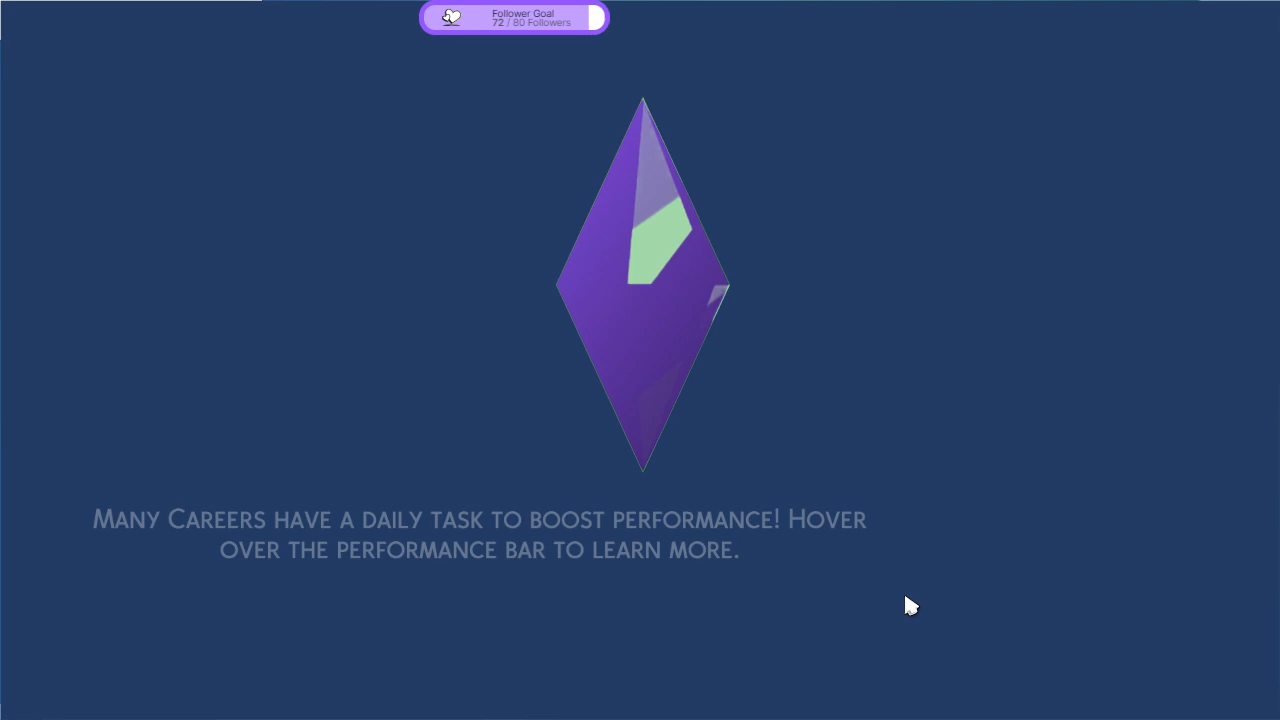 Follower Goal
72 / 80 Followers
Many Careers have a daily task to boost performance! Hover
over the performance bar to learn more.